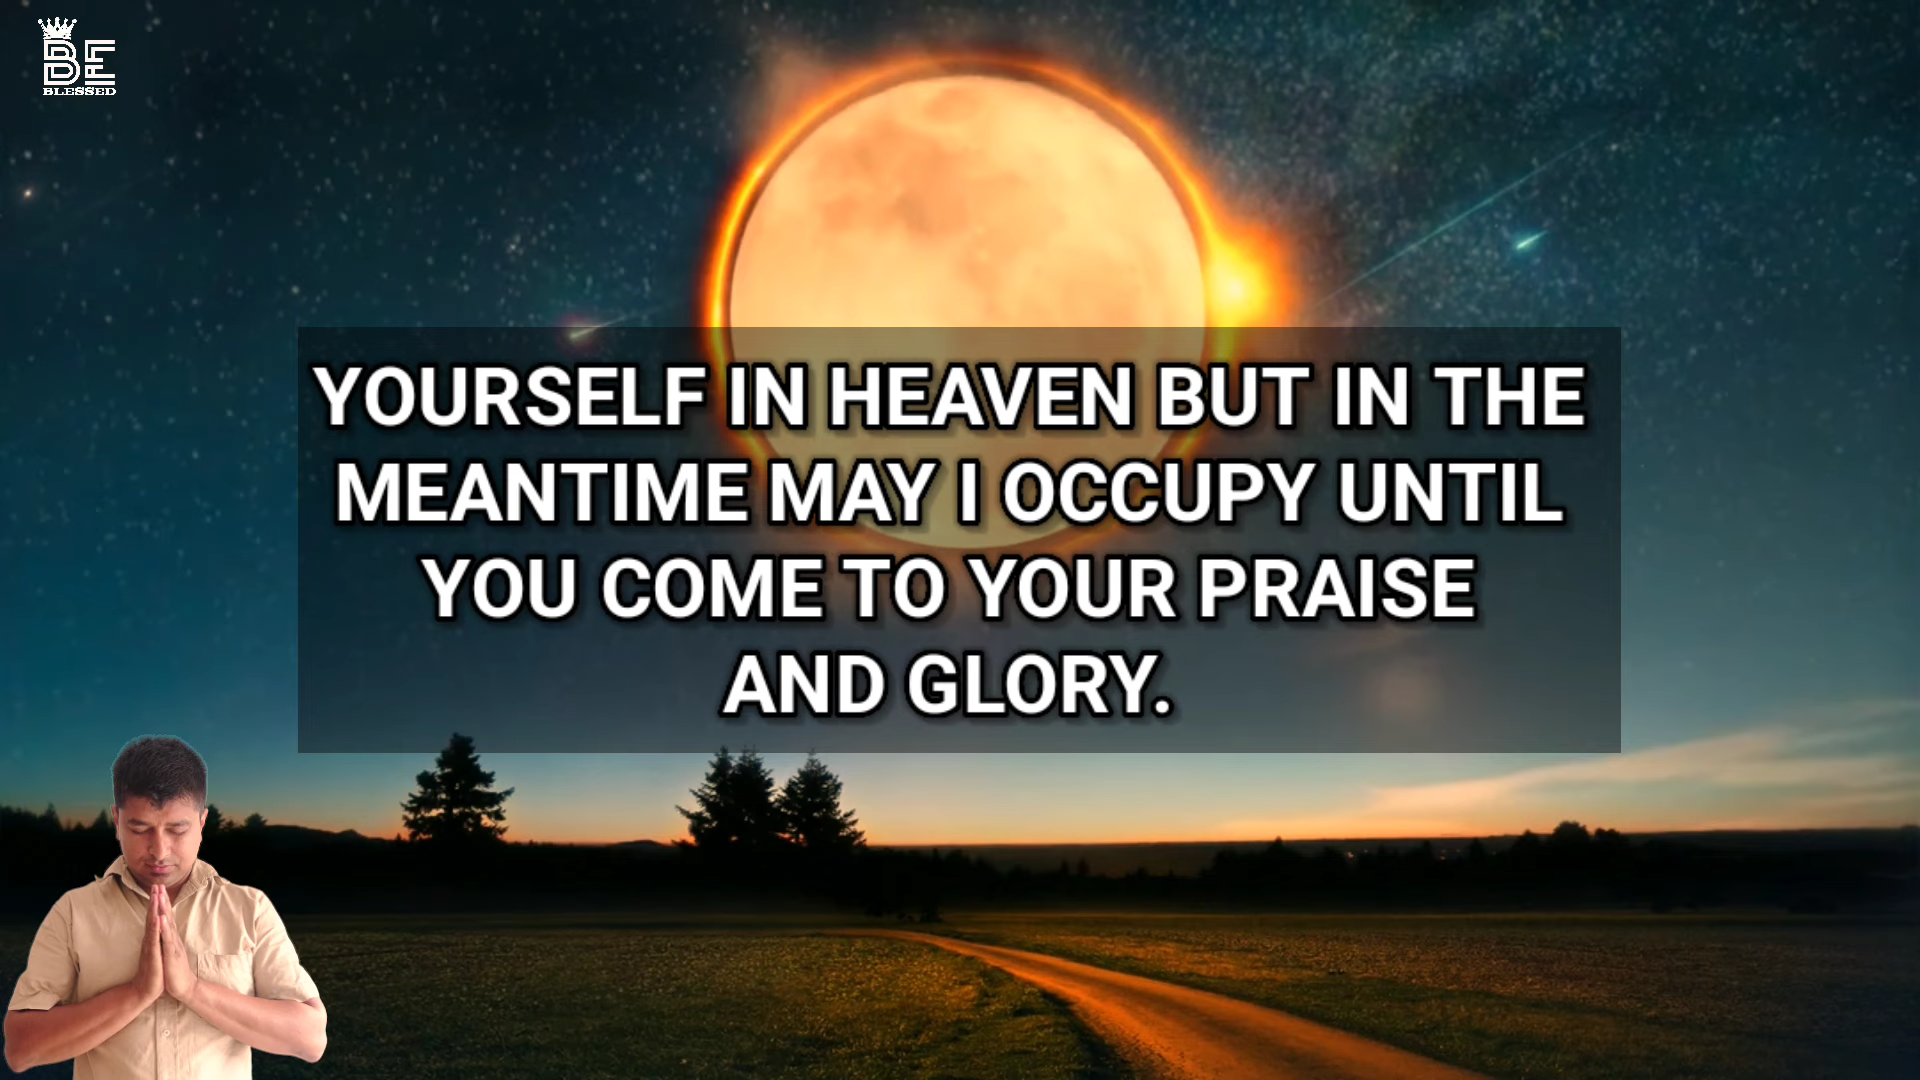 BE
BLESSED
YOURSELF IN HEAVEN BUT IN THE
MEANTIME MAY I OCCUPY UNTIL
YOU COME TO YOUR PRAISE
AND GLORY.